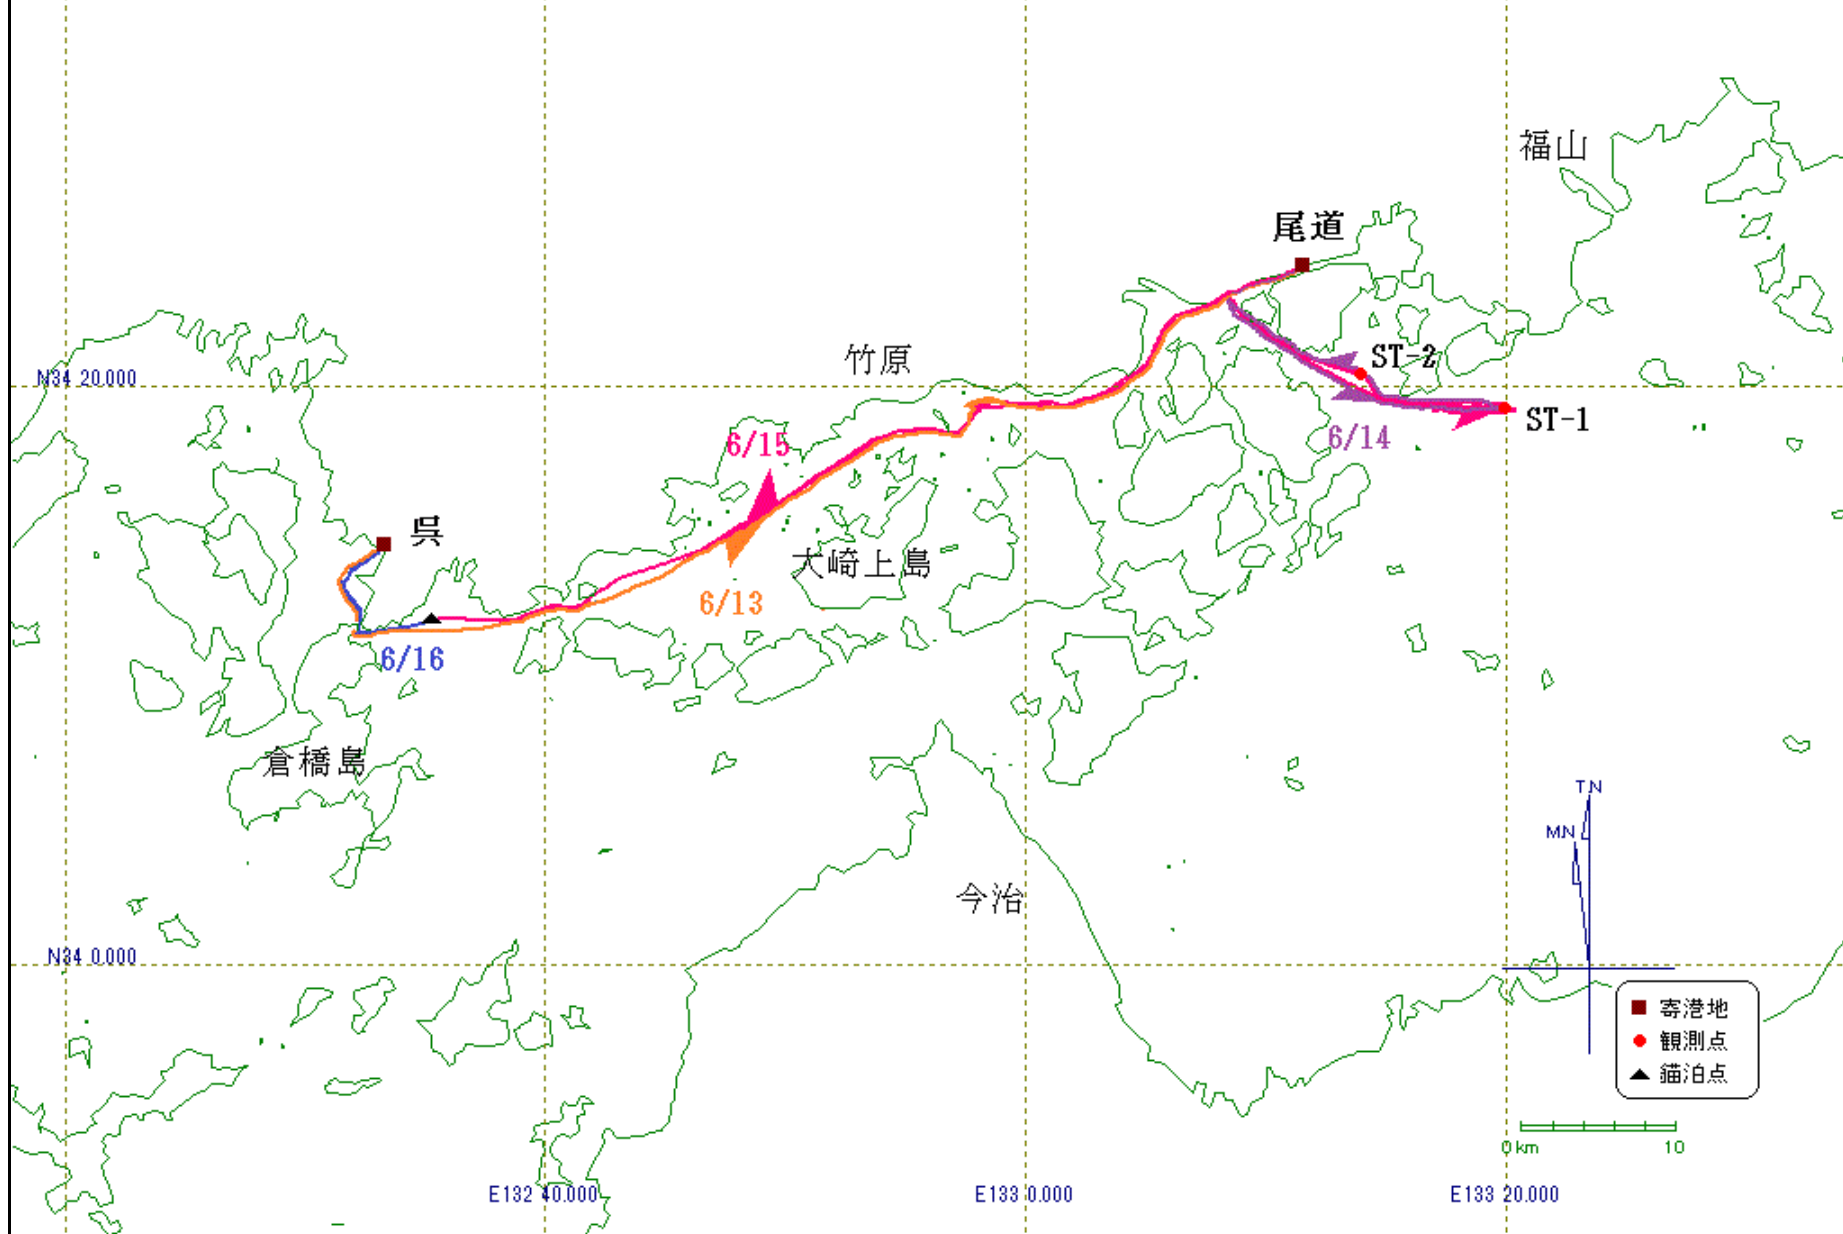 福山
尾道
竹原
ST-2
N34 20.000
ST-1
6/14
6/15
呉
大崎上島
6/13
6/16
倉橋島
T.N
M.N
今治
N34 0.000
寄港地
観測点
錨泊点
0 km 10
E132 40.000
E133 0.000
E133 20.000